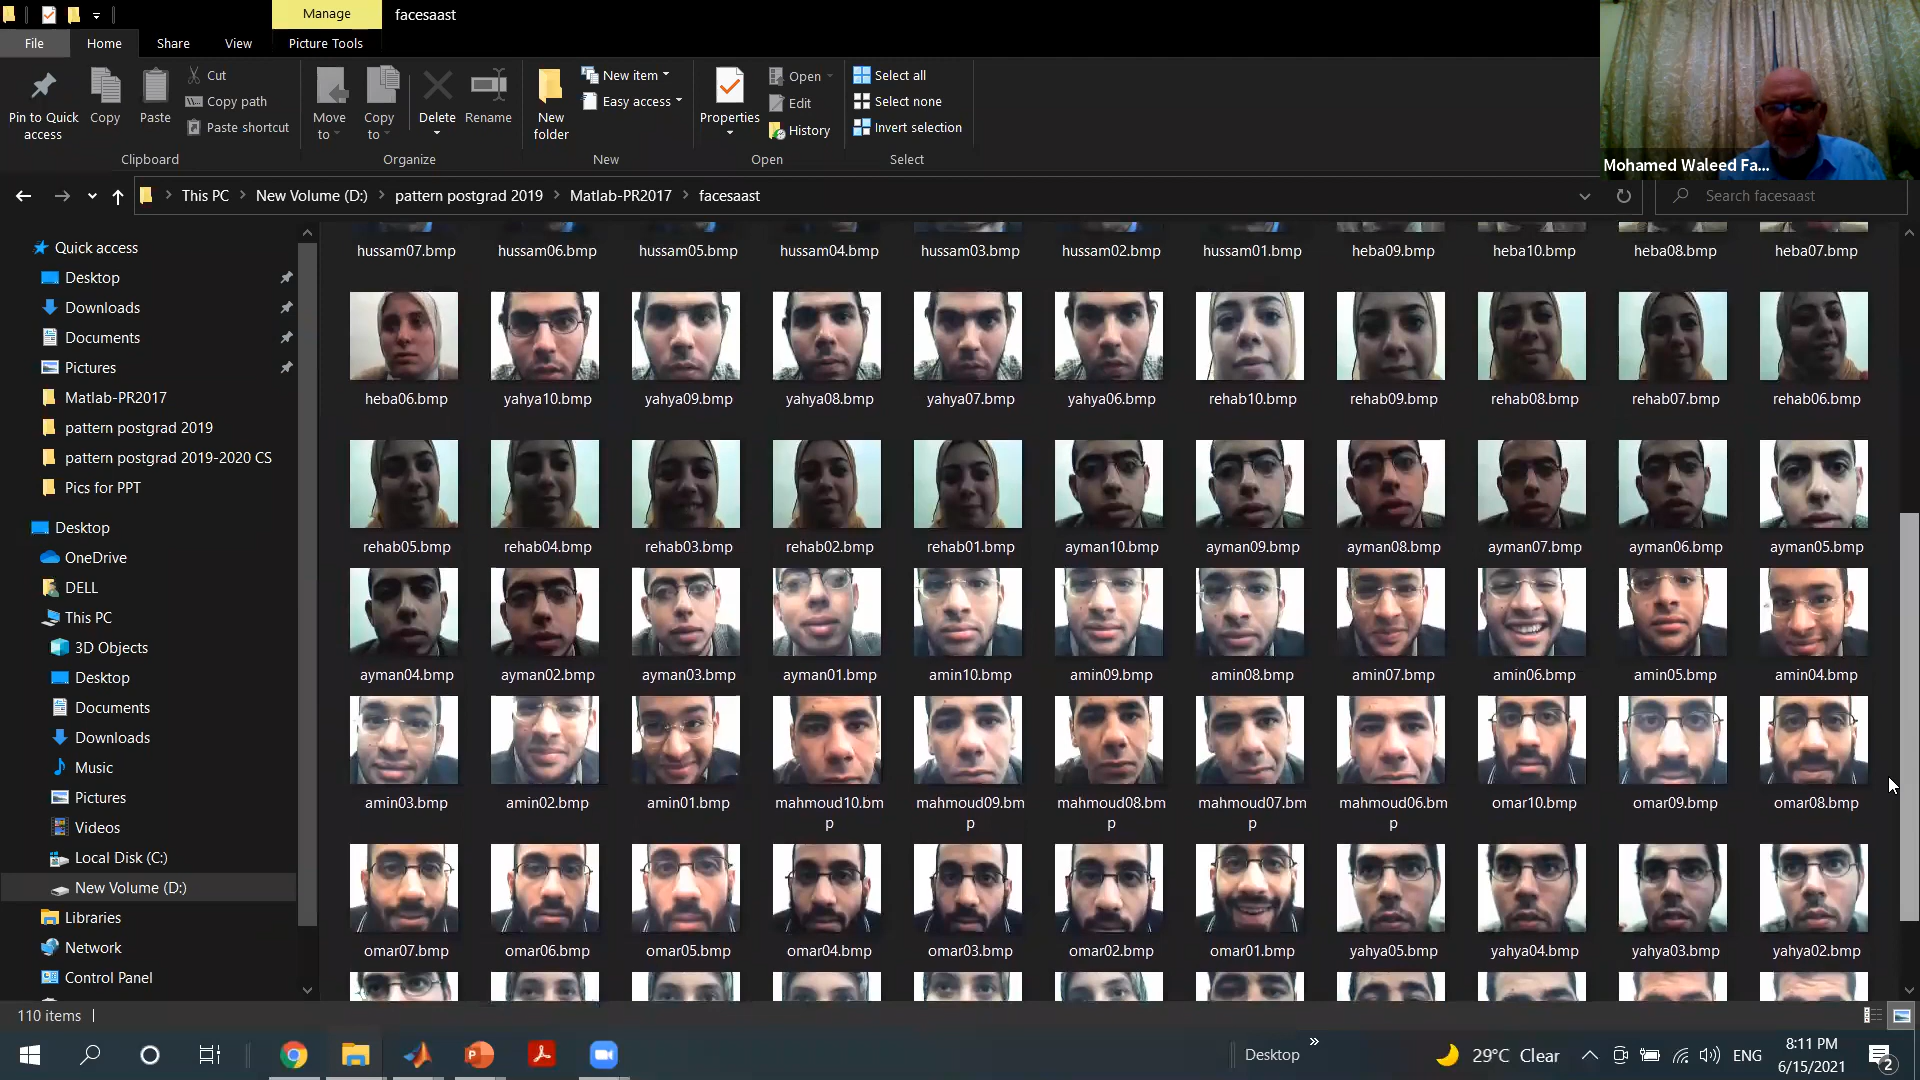 Manage
facesaast
File
Home
Share
View
Picture Tools
Pin to Quick access
Copy
Paste
Cut
Copy path
Paste shortcut
Clipboard
Move to
Copy to
Delete
Rename
Organize
New folder
New item
Easy access
New
Properties
Open
Edit
History
Open
Select all
Select none
Invert selection
Select
Mohamed Waleed Fa...
This PC
New Volume (D:)
pattern postgrad 2019
Matlab-PR2017
facesaast
Search facesaast
Quick access
Desktop
Downloads
Documents
Pictures
Matlab-PR2017
pattern postgrad 2019
pattern postgrad 2019-2020 CS
Pics for PPT
Desktop
OneDrive
DELL
This PC
3D Objects
Desktop
Documents
Downloads
Music
Pictures
Videos
Local Disk (C:)
New Volume (D:)
Libraries
Network
Control Panel
hussam07.bmp
hussam06.bmp
hussam05.bmp
hussam04.bmp
hussam03.bmp
hussam02.bmp
hussam01.bmp
heba09.bmp
heba10.bmp
heba08.bmp
heba07.bmp
heba06.bmp
yahya10.bmp
yahya09.bmp
yahya08.bmp
yahya07.bmp
yahya06.bmp
rehab10.bmp
rehab09.bmp
rehab08.bmp
rehab07.bmp
rehab06.bmp
rehab05.bmp
rehab04.bmp
rehab03.bmp
rehab02.bmp
rehab01.bmp
ayman10.bmp
ayman09.bmp
ayman08.bmp
ayman07.bmp
ayman06.bmp
ayman05.bmp
ayman04.bmp
ayman02.bmp
ayman03.bmp
ayman01.bmp
amin10.bmp
amin09.bmp
amin08.bmp
amin07.bmp
amin06.bmp
amin05.bmp
amin04.bmp
amin03.bmp
amin02.bmp
amin01.bmp
mahmoud10.bm
p
mahmoud09.bm
p
mahmoud08.bm
p
mahmoud07.bm
p
mahmoud06.bm
p
omar10.bmp
omar09.bmp
omar08.bmp
omar07.bmp
omar06.bmp
omar05.bmp
omar04.bmp
omar03.bmp
omar02.bmp
omar01.bmp
yahya05.bmp
yahya04.bmp
yahya03.bmp
yahya02.bmp
110 items
Desktop
29°C Clear
ENG
8:11 PM
6/15/2021
2